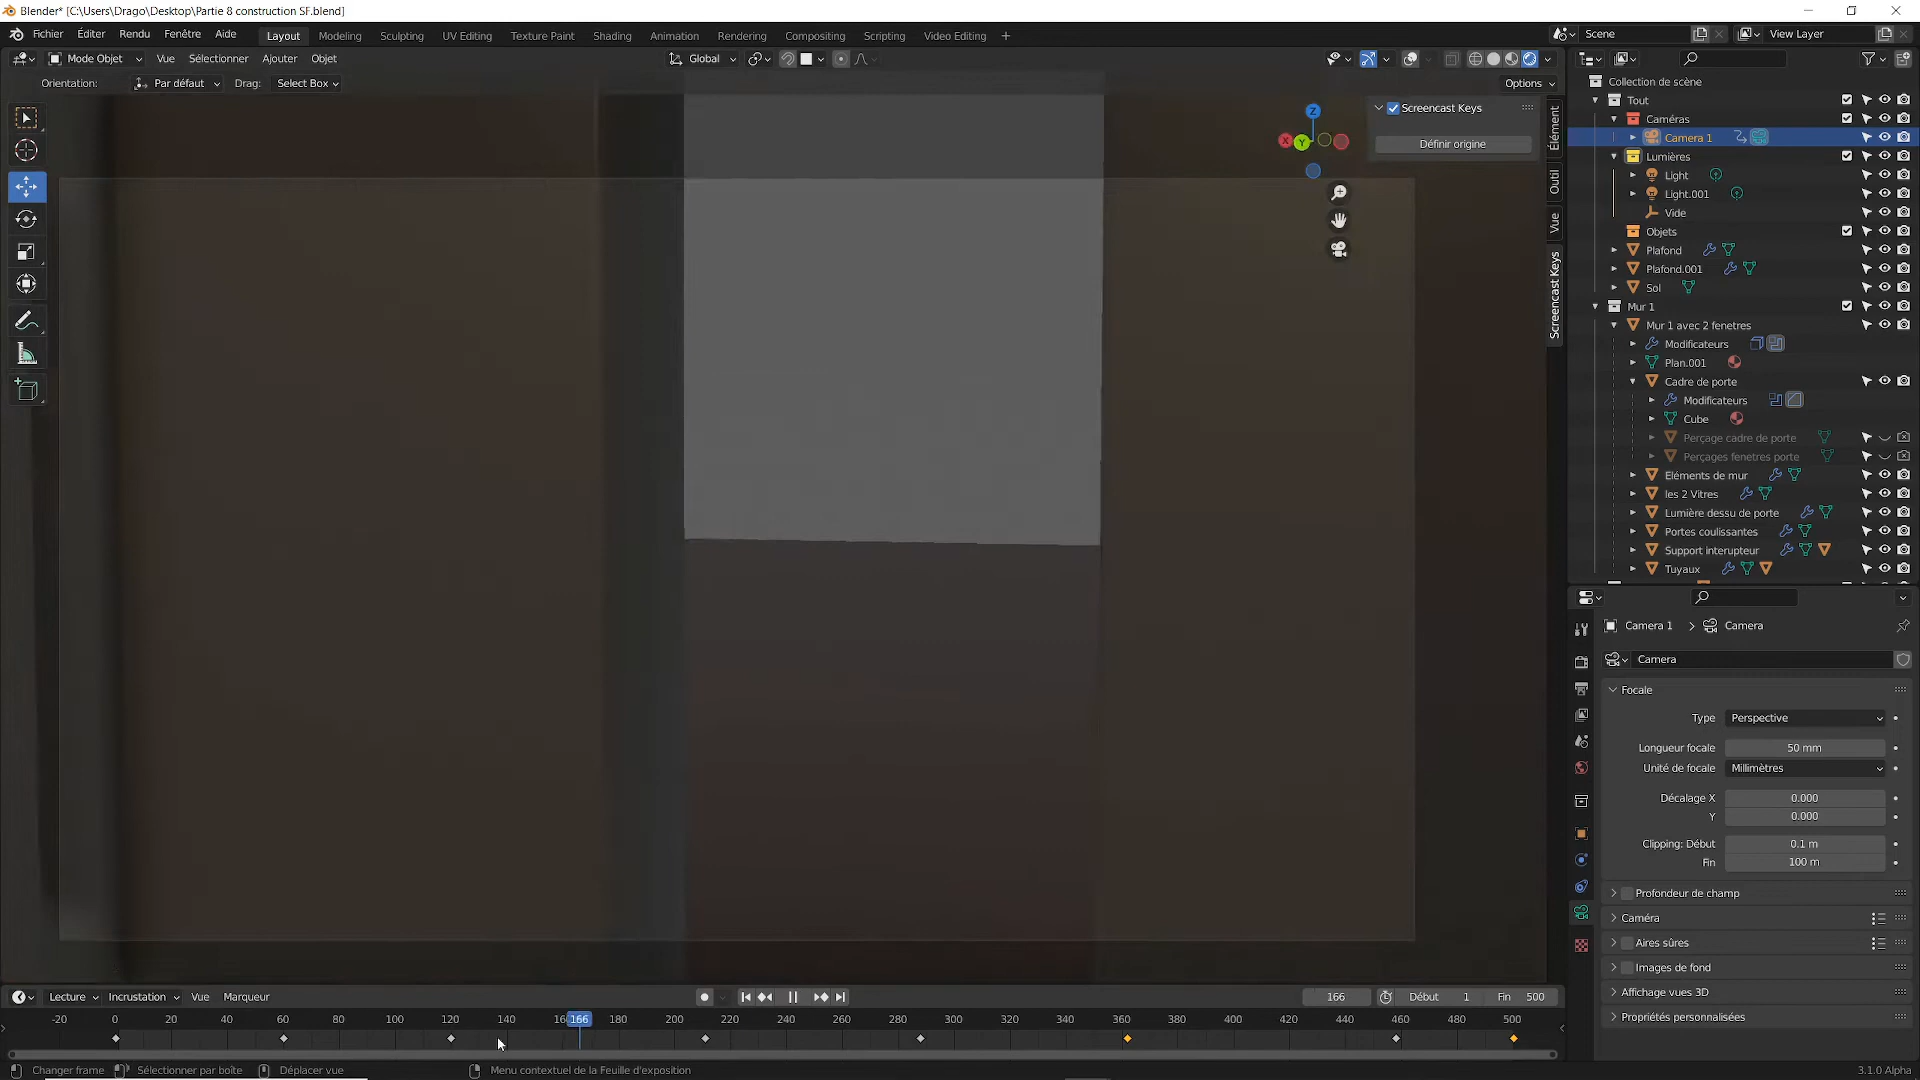 Blender* [C:\Users\Drago\Desktop\Partie 8 construction SF.blend]
Fichier Éditer Rendu Fenêtre Aide Layout Modeling Sculpting UV Editing Texture Paint Shading Animation Rendering Compositing Scripting Video Editing + Scene View Layer
Mode Objet Vue Sélectionner Ajouter Objet Global
Orientation: Par défaut Drag: Select Box Options
Screencast Keys
Définir origine
Z
X
Y
Élément
Outil
Vue
Screencast Keys
Collection de scène
Tout
Caméras
Camera 1
Lumières
Light
Light.001
Vide
Objets
Plafond
Plafond.001
Sol
Mur 1
Mur 1 avec 2 fenetres
Modificateurs
Plan.001
Cadre de porte
Modificateurs
Cube
Perçage cadre de porte
Perçages fenetres porte
Eléments de mur
les 2 Vitres
Lumière dessu de porte
Portes coulissantes
Support interupteur
Tuyaux
Camera 1 Camera
Camera
Focale
Type Perspective
Longueur focale 50 mm
Unité de focale Millimètres
Décalage X 0.000
Y 0.000
Clipping: Début 0.1 m
Fin 100 m
Profondeur de champ
Caméra
Aires sûres
Images de fond
Affichage vues 3D
Propriétés personnalisées
Lecture Incrustation Vue Marqueur 166 Début 1 Fin 500
-20 0 20 40 60 80 100 120 140 166 180 200 220 240 260 280 300 320 340 360 380 400 420 440 460 480 500
Changer frame Sélectionner par boîte Déplacer vue Menu contextuel de la Feuille d'exposition 3.1.0 Alpha